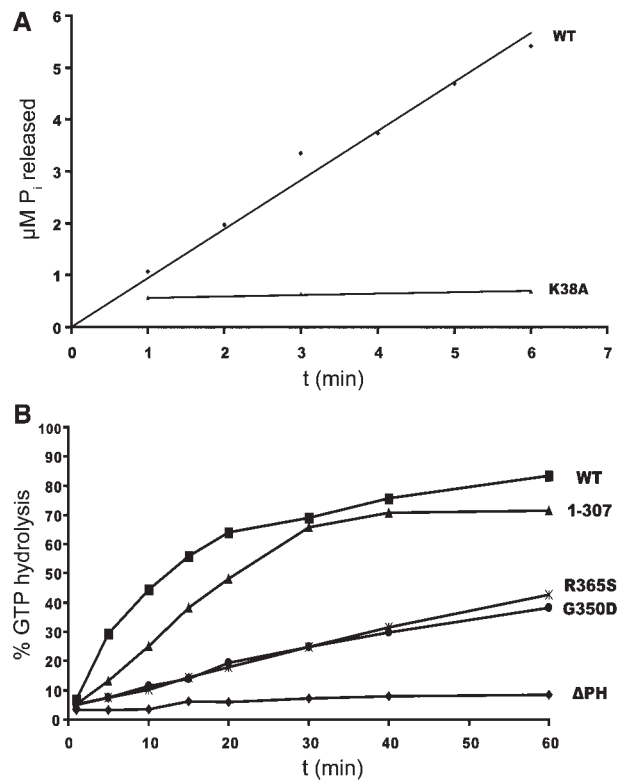 A
6
5
4
3
2
1
0
μM Pi released
WT
K38A
0 1 2 3 4 5 6 7
t (min)
B
100
90
80
70
60
50
40
30
20
10
0
% GTP hydrolysis
WT
1-307
R365S
G350D
ΔPH
0 10 20 30 40 50 60
t (min)